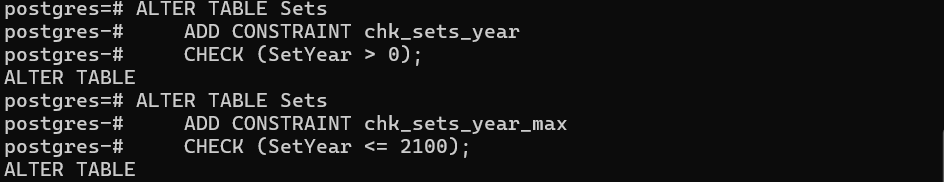 postgres=# ALTER TABLE Sets
postgres-#     ADD CONSTRAINT chk_sets_year
postgres-#     CHECK (SetYear > 0);
ALTER TABLE
postgres=# ALTER TABLE Sets
postgres-#     ADD CONSTRAINT chk_sets_year_max
postgres-#     CHECK (SetYear <= 2100);
ALTER TABLE